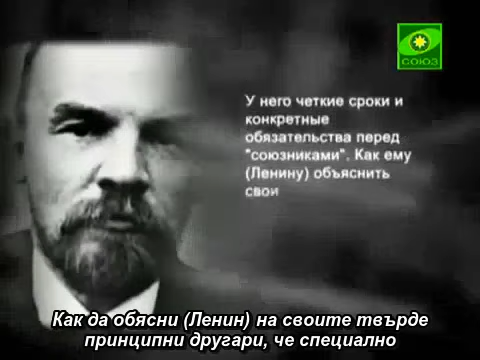 СОЮЗ
У него четкие сроки и
конкретные
обязательства перед
"союзниками". Как ему
(Ленину) объяснить
свои
Как да обясни (Ленин) на своите твърде
принципни другари, че специално